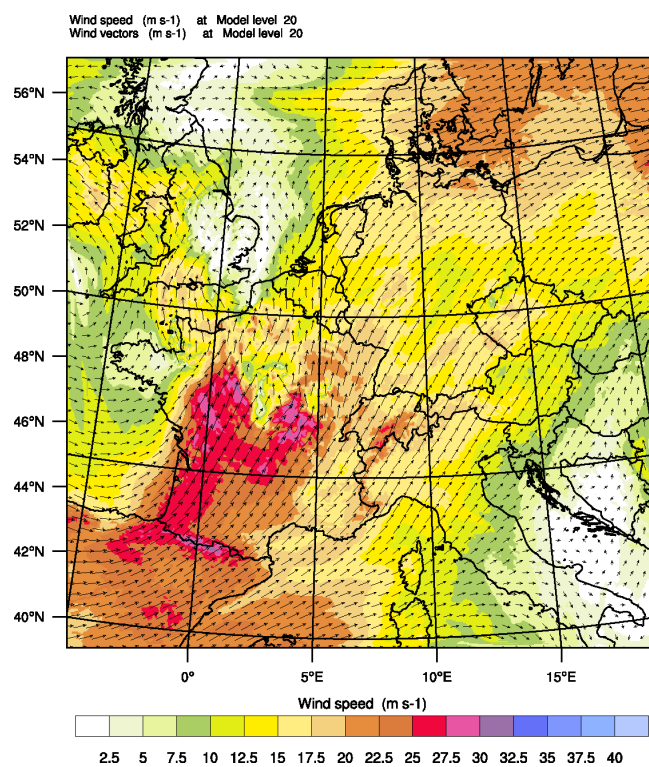 Wind speed (m s-1) at Model level 20
Wind vectors (m s-1) at Model level 20
56°N
54°N
52°N
50°N
48°N
46°N
44°N
42°N
40°N
0° 5°E 10°E 15°E
Wind speed (m s-1)
2.5 5 7.5 10 12.5 15 17.5 20 22.5 25 27.5 30 32.5 35 37.5 40